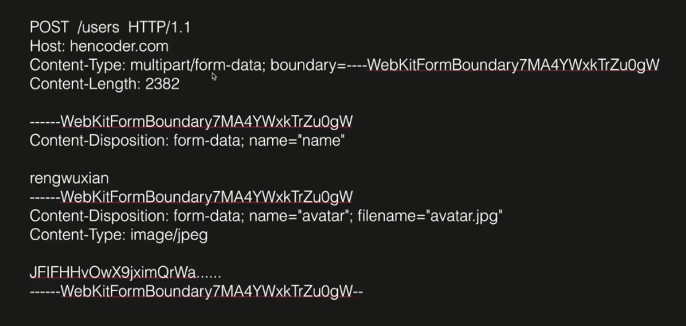 POST /users HTTP/1.1
Host: hencoder.com
Content-Type: multipart/form-data; boundary=----WebKitFormBoundary7MA4YWxkTrZu0gW
Content-Length: 2382
------WebKitFormBoundary7MA4YWxkTrZu0gW
Content-Disposition: form-data; name="name"
rengwuxian
------WebKitFormBoundary7MA4YWxkTrZu0gW
Content-Disposition: form-data; name="avatar"; filename="avatar.jpg"
Content-Type: image/jpeg
JFIFHHvOwX9jximQrWa......
------WebKitFormBoundary7MA4YWxkTrZu0gW--